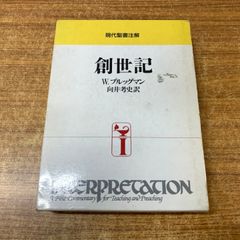 現代聖書注解
創世記
W.ブルッグマン
向井考史訳
I
INTERPRETATION
A Bible Commentary for Teaching and Preaching